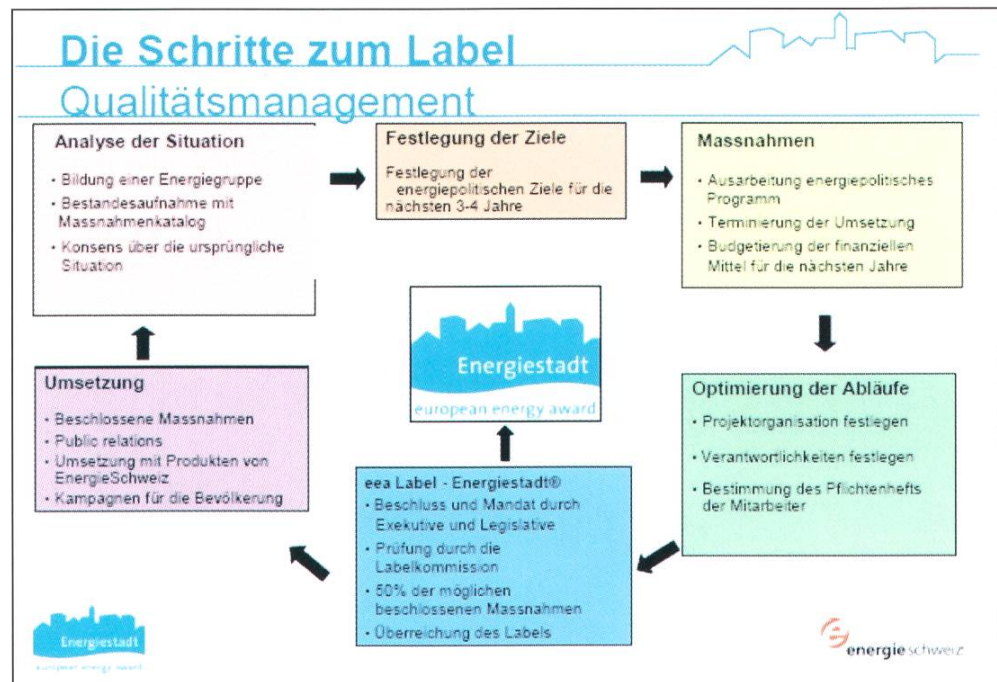 Die Schritte zum Label
Qualitätsmanagement
Analyse der Situation
• Bildung einer Energiegruppe
• Bestandesaufnahme mit
Massnahmenkatalog
• Konsens über die ursprüngliche
Situation
Festlegung der Ziele
Festlegung der
energiepolitischen Ziele für die
nächsten 3-4 Jahre
Massnahmen
• Ausarbeitung energiepolitisches
Programm
• Terminierung der Umsetzung
• Budgetierung der finanziellen
Mittel für die nächsten Jahre
Optimierung der Abläufe
• Projektorganisation festlegen
• Verantwortlichkeiten festlegen
• Bestimmung des Pflichtenhefts
der Mitarbeiter
eea Label - Energiestadt®
• Beschluss und Mandat durch
Exekutive und Legislative
• Prüfung durch die
Labelkommission
• 50% der möglichen
beschlossenen Massnahmen
• Überreichung des Labels
Umsetzung
• Beschlossene Massnahmen
• Public relations
• Umsetzung mit Produkten von
EnergieSchweiz
• Kampagnen für die Bevölkerung
Energiestadt
european energy award
Energiestadt
european energy award
energieschweiz